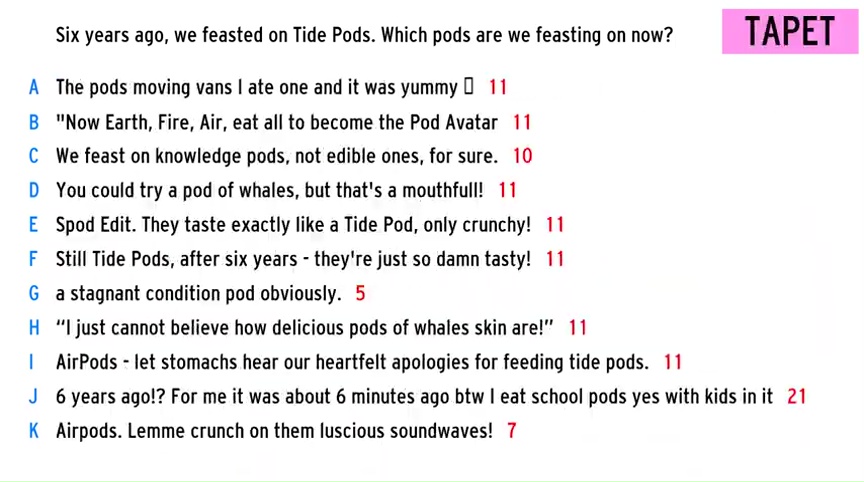 Six years ago, we feasted on Tide Pods. Which pods are we feasting on now?
TAPET
A The pods moving vans I ate one and it was yummy ▯ 11
B "Now Earth, Fire, Air, eat all to become the Pod Avatar 11
C We feast on knowledge pods, not edible ones, for sure. 10
D You could try a pod of whales, but that's a mouthfull! 11
E Spod Edit. They taste exactly like a Tide Pod, only crunchy! 11
F Still Tide Pods, after six years - they're just so damn tasty! 11
G a stagnant condition pod obviously. 5
H “I just cannot believe how delicious pods of whales skin are!” 11
I AirPods - let stomachs hear our heartfelt apologies for feeding tide pods. 11
J 6 years ago!? For me it was about 6 minutes ago btw I eat school pods yes with kids in it 21
K Airpods. Lemme crunch on them luscious soundwaves! 7